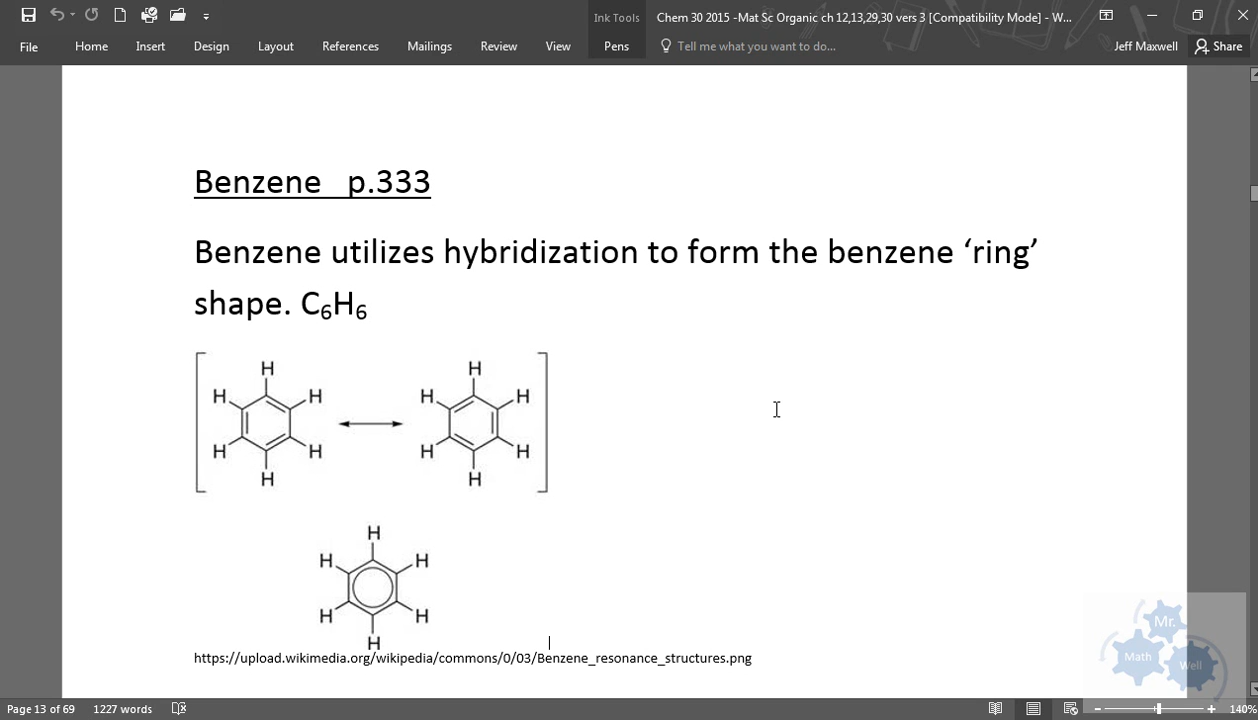 Ink Tools
Chem 30 2015 -Mat Sc Organic ch 12,13,29,30 vers 3 [Compatibility Mode] - W...
File Home Insert Design Layout References Mailings Review View Pens Tell me what you want to do... Jeff Maxwell Share
Benzene p.333
Benzene utilizes hybridization to form the benzene ‘ring’
shape. C₆H₆
H H
H H H H
H H H H
H H
H
H H
H H
H
https://upload.wikimedia.org/wikipedia/commons/0/03/Benzene_resonance_structures.png
Mr.
Math Well
Page 13 of 69 1227 words 140%